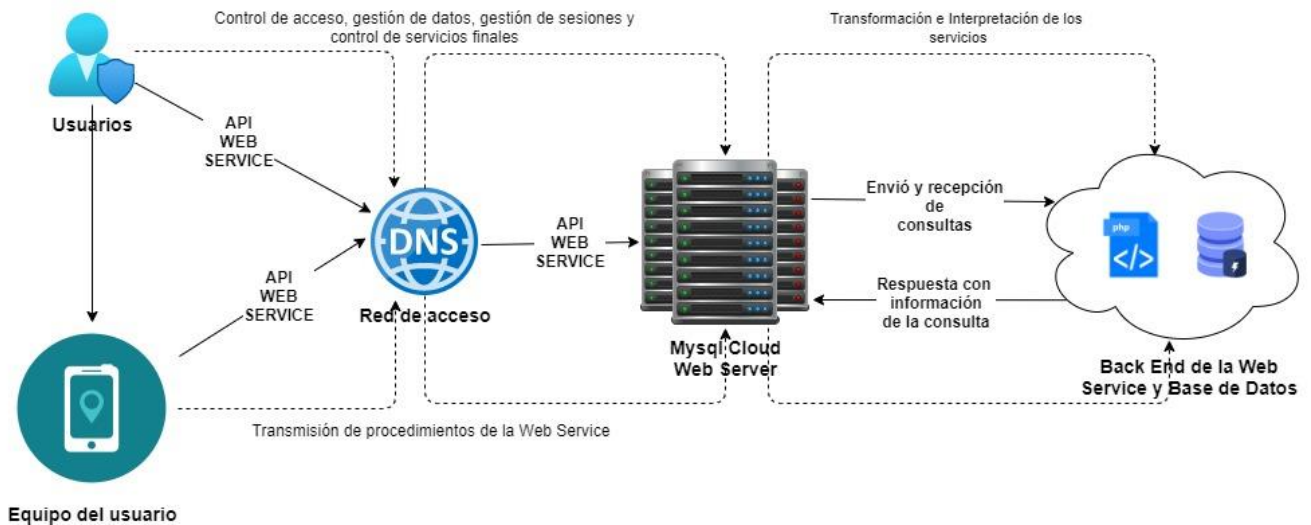 Control de acceso, gestión de datos, gestión de sesiones y
control de servicios finales
Transformación e Interpretación de los
servicios
Usuarios
API
WEB
SERVICE
DNS
Red de acceso
API
WEB
SERVICE
API
WEB
SERVICE
Mysql Cloud
Web Server
Envió y recepción
de
consultas
Respuesta con
información
de la consulta
php
</>
Back End de la Web
Service y Base de Datos
Transmisión de procedimientos de la Web Service
Equipo del usuario